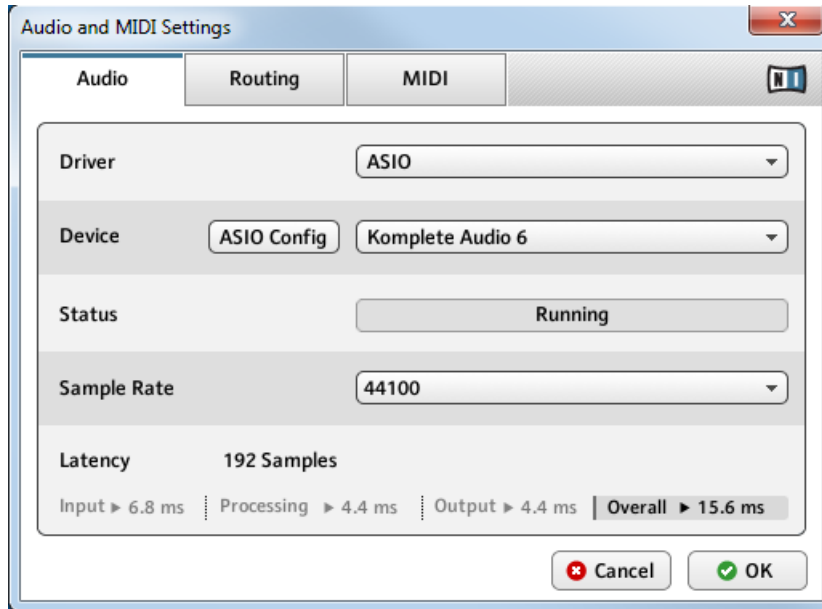 Audio and MIDI Settings
Audio Routing MIDI
NI
Driver ASIO
Device ASIO Config Komplete Audio 6
Status Running
Sample Rate 44100
Latency 192 Samples
Input ▸ 6.8 ms Processing ▸ 4.4 ms Output ▸ 4.4 ms Overall ▸ 15.6 ms
Cancel OK